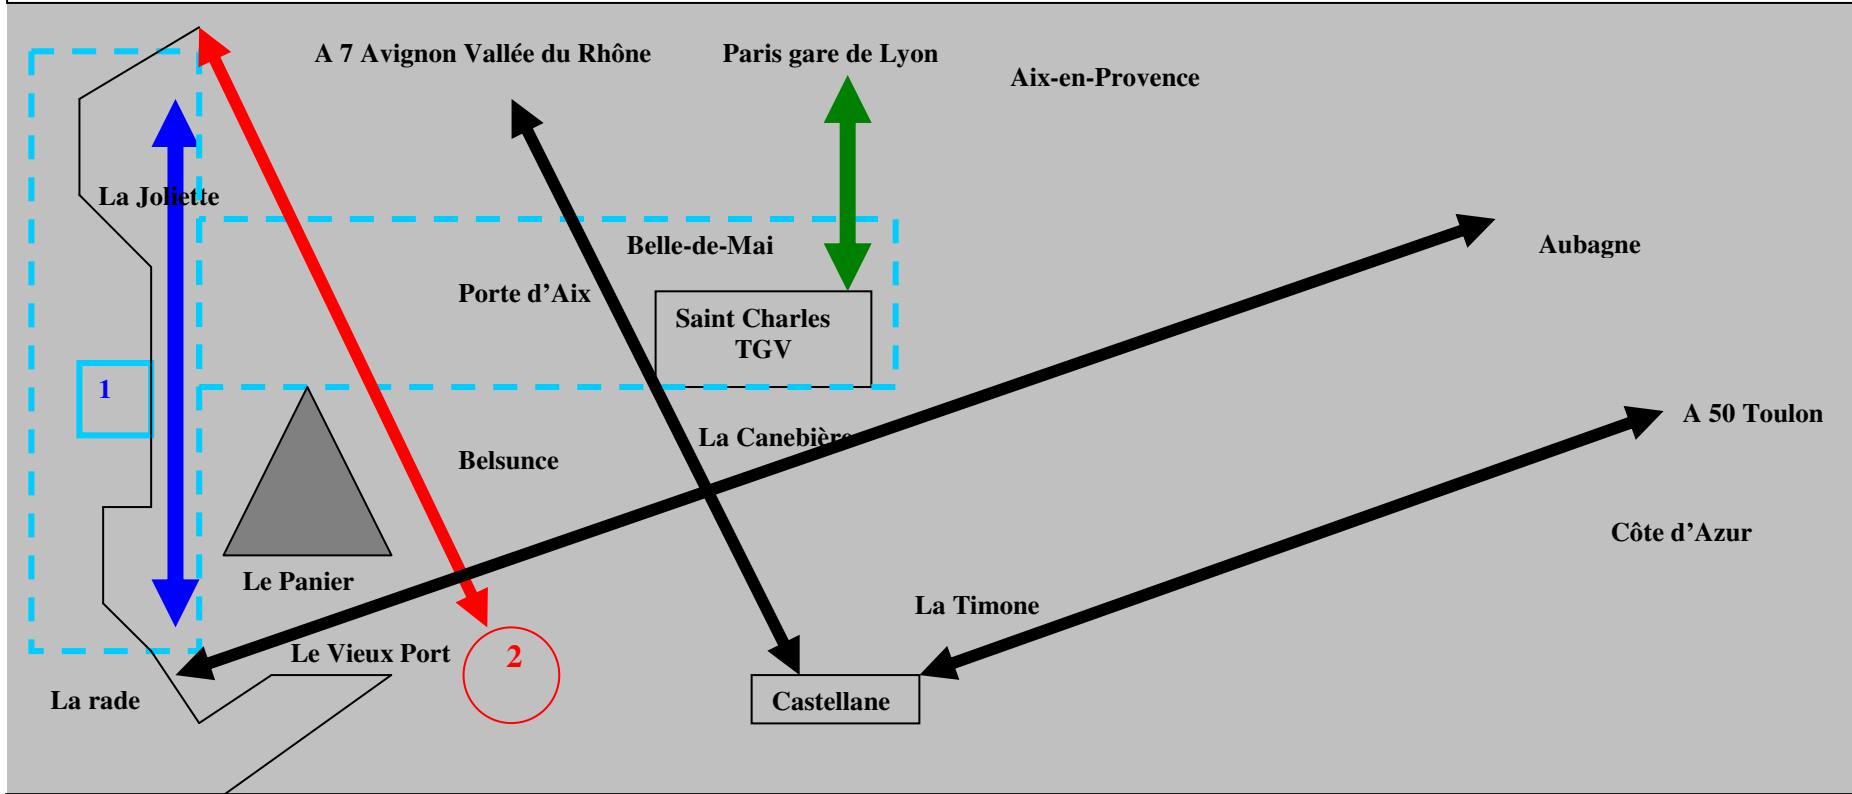 A 7 Avignon Vallée du Rhône
Paris gare de Lyon
Aix-en-Provence
La Joliette
Belle-de-Mai
Aubagne
Porte d’Aix
Saint Charles
TGV
1
A 50 Toulon
La Canebière
Belsunce
Côte d’Azur
Le Panier
La Timone
Le Vieux Port
2
La rade
Castellane